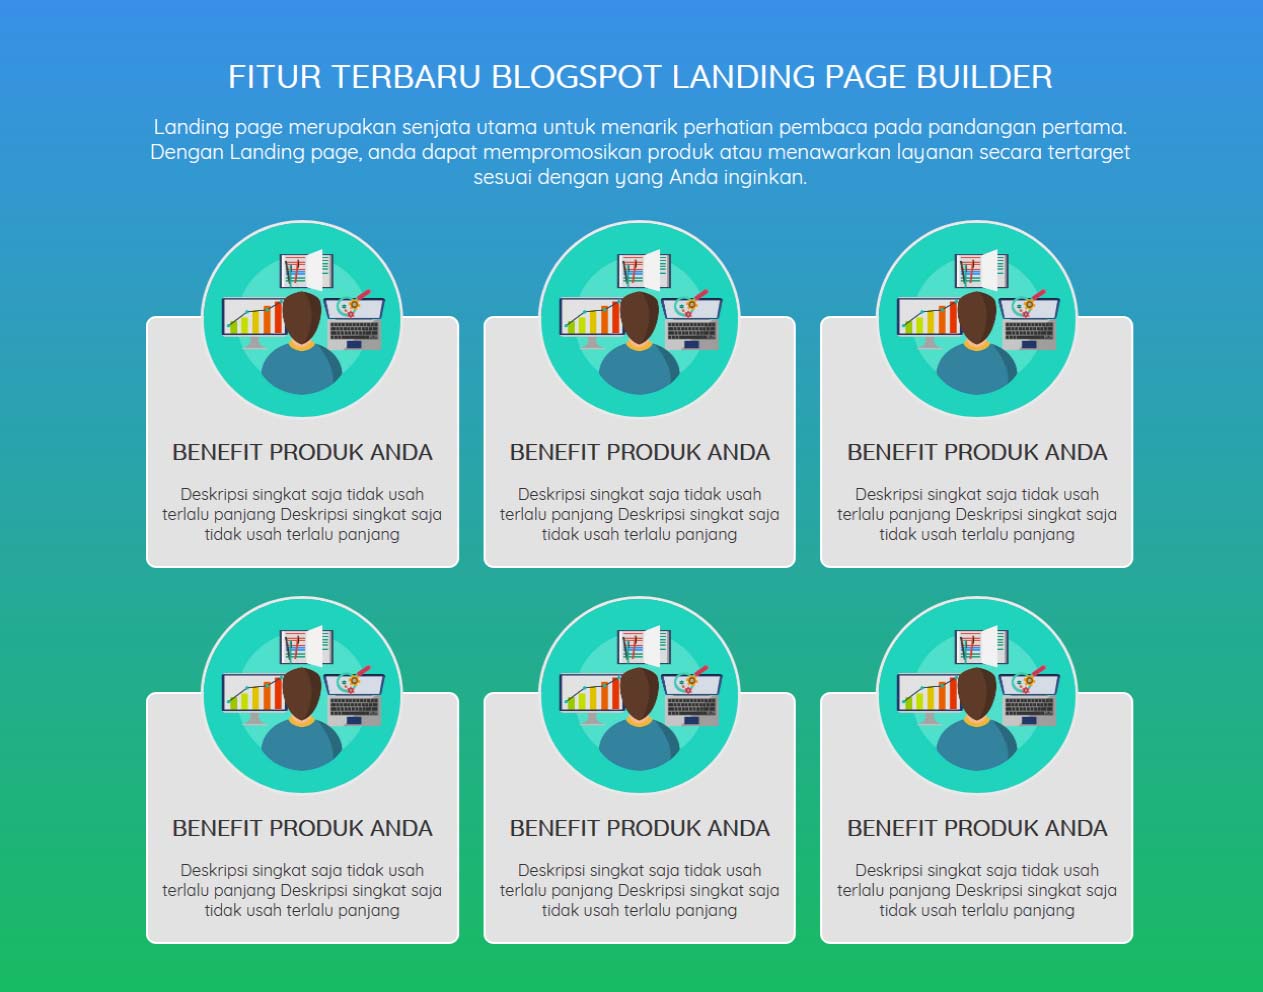 FITUR TERBARU BLOGSPOT LANDING PAGE BUILDER
Landing page merupakan senjata utama untuk menarik perhatian pembaca pada pandangan pertama.
Dengan Landing page, anda dapat mempromosikan produk atau menawarkan layanan secara tertarget
sesuai dengan yang Anda inginkan.
BENEFIT PRODUK ANDA
Deskripsi singkat saja tidak usah
terlalu panjang Deskripsi singkat saja
tidak usah terlalu panjang
BENEFIT PRODUK ANDA
Deskripsi singkat saja tidak usah
terlalu panjang Deskripsi singkat saja
tidak usah terlalu panjang
BENEFIT PRODUK ANDA
Deskripsi singkat saja tidak usah
terlalu panjang Deskripsi singkat saja
tidak usah terlalu panjang
BENEFIT PRODUK ANDA
Deskripsi singkat saja tidak usah
terlalu panjang Deskripsi singkat saja
tidak usah terlalu panjang
BENEFIT PRODUK ANDA
Deskripsi singkat saja tidak usah
terlalu panjang Deskripsi singkat saja
tidak usah terlalu panjang
BENEFIT PRODUK ANDA
Deskripsi singkat saja tidak usah
terlalu panjang Deskripsi singkat saja
tidak usah terlalu panjang